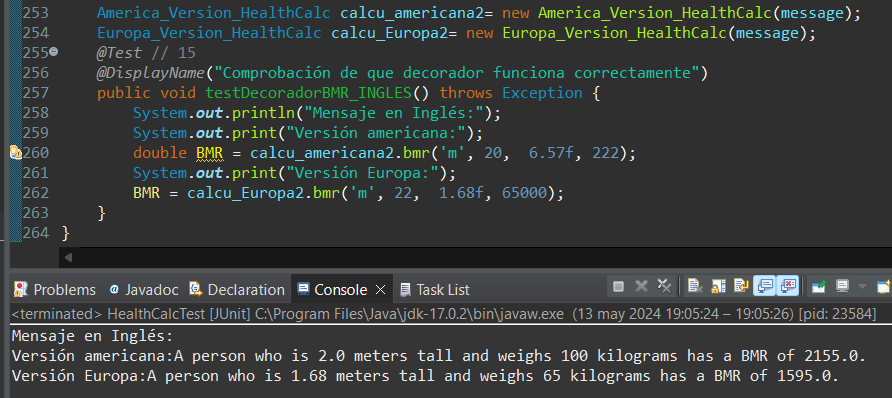 253 America_Version_HealthCalc calcu_americana2= new America_Version_HealthCalc(message);
254 Europa_Version_HealthCalc calcu_Europa2= new Europa_Version_HealthCalc(message);
255 @Test // 15
256 @DisplayName("Comprobación de que decorador funciona correctamente")
257 public void testDecoradorBMR_INGLES() throws Exception {
258 System.out.println("Mensaje en Inglés:");
259 System.out.print("Versión americana:");
260 double BMR = calcu_americana2.bmr('m', 20,  6.57f, 222);
261 System.out.print("Versión Europa:");
262 BMR = calcu_Europa2.bmr('m', 22,  1.68f, 65000);
263 }
264 }
Problems @ Javadoc Declaration Console Task List
<terminated> HealthCalcTest [JUnit] C:\Program Files\Java\jdk-17.0.2\bin\javaw.exe (13 may 2024 19:05:24 – 19:05:26) [pid: 23584]
Mensaje en Inglés:
Versión americana:A person who is 2.0 meters tall and weighs 100 kilograms has a BMR of 2155.0.
Versión Europa:A person who is 1.68 meters tall and weighs 65 kilograms has a BMR of 1595.0.